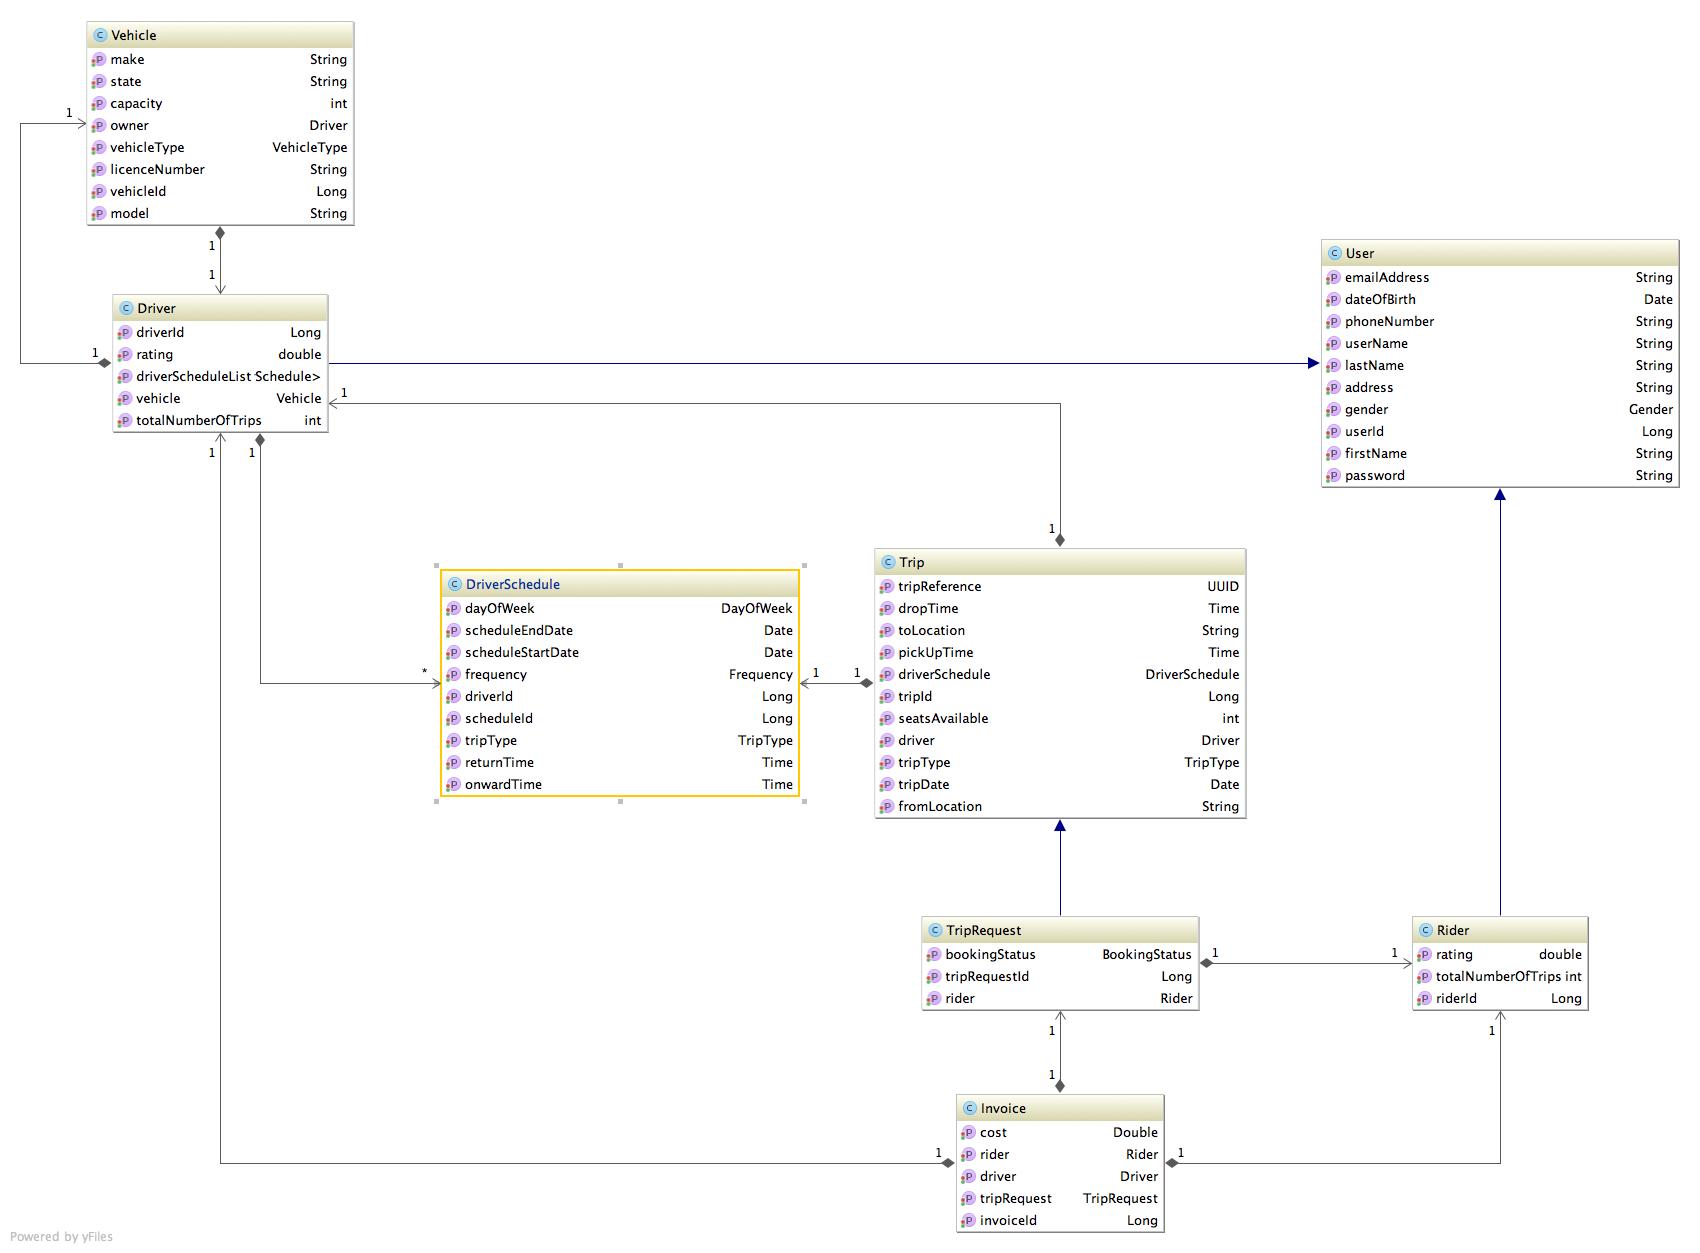 C Vehicle
P make String
P state String
P capacity int
P owner Driver
P vehicleType VehicleType
P licenceNumber String
P vehicleId Long
P model String
1
1
1
C Driver
P driverId Long
P rating double
P driverScheduleList Schedule>
P vehicle Vehicle
P totalNumberOfTrips int
1
1
1
1
C User
P emailAddress String
P dateOfBirth Date
P phoneNumber String
P userName String
P lastName String
P address String
P gender Gender
P userId Long
P firstName String
P password String
C DriverSchedule
P dayOfWeek DayOfWeek
P scheduleEndDate Date
P scheduleStartDate Date
P frequency Frequency
P driverId Long
P scheduleId Long
P tripType TripType
P returnTime Time
P onwardTime Time
*
1 1
1
C Trip
P tripReference UUID
P dropTime Time
P toLocation String
P pickUpTime Time
P driverSchedule DriverSchedule
P tripId Long
P seatsAvailable int
P driver Driver
P tripType TripType
P tripDate Date
P fromLocation String
C TripRequest
P bookingStatus BookingStatus
P tripRequestId Long
P rider Rider
1 1
C Rider
P rating double
P totalNumberOfTrips int
P riderId Long
1
1
1
C Invoice
P cost Double
P rider Rider
P driver Driver
P tripRequest TripRequest
P invoiceId Long
1
1
Powered by yFiles